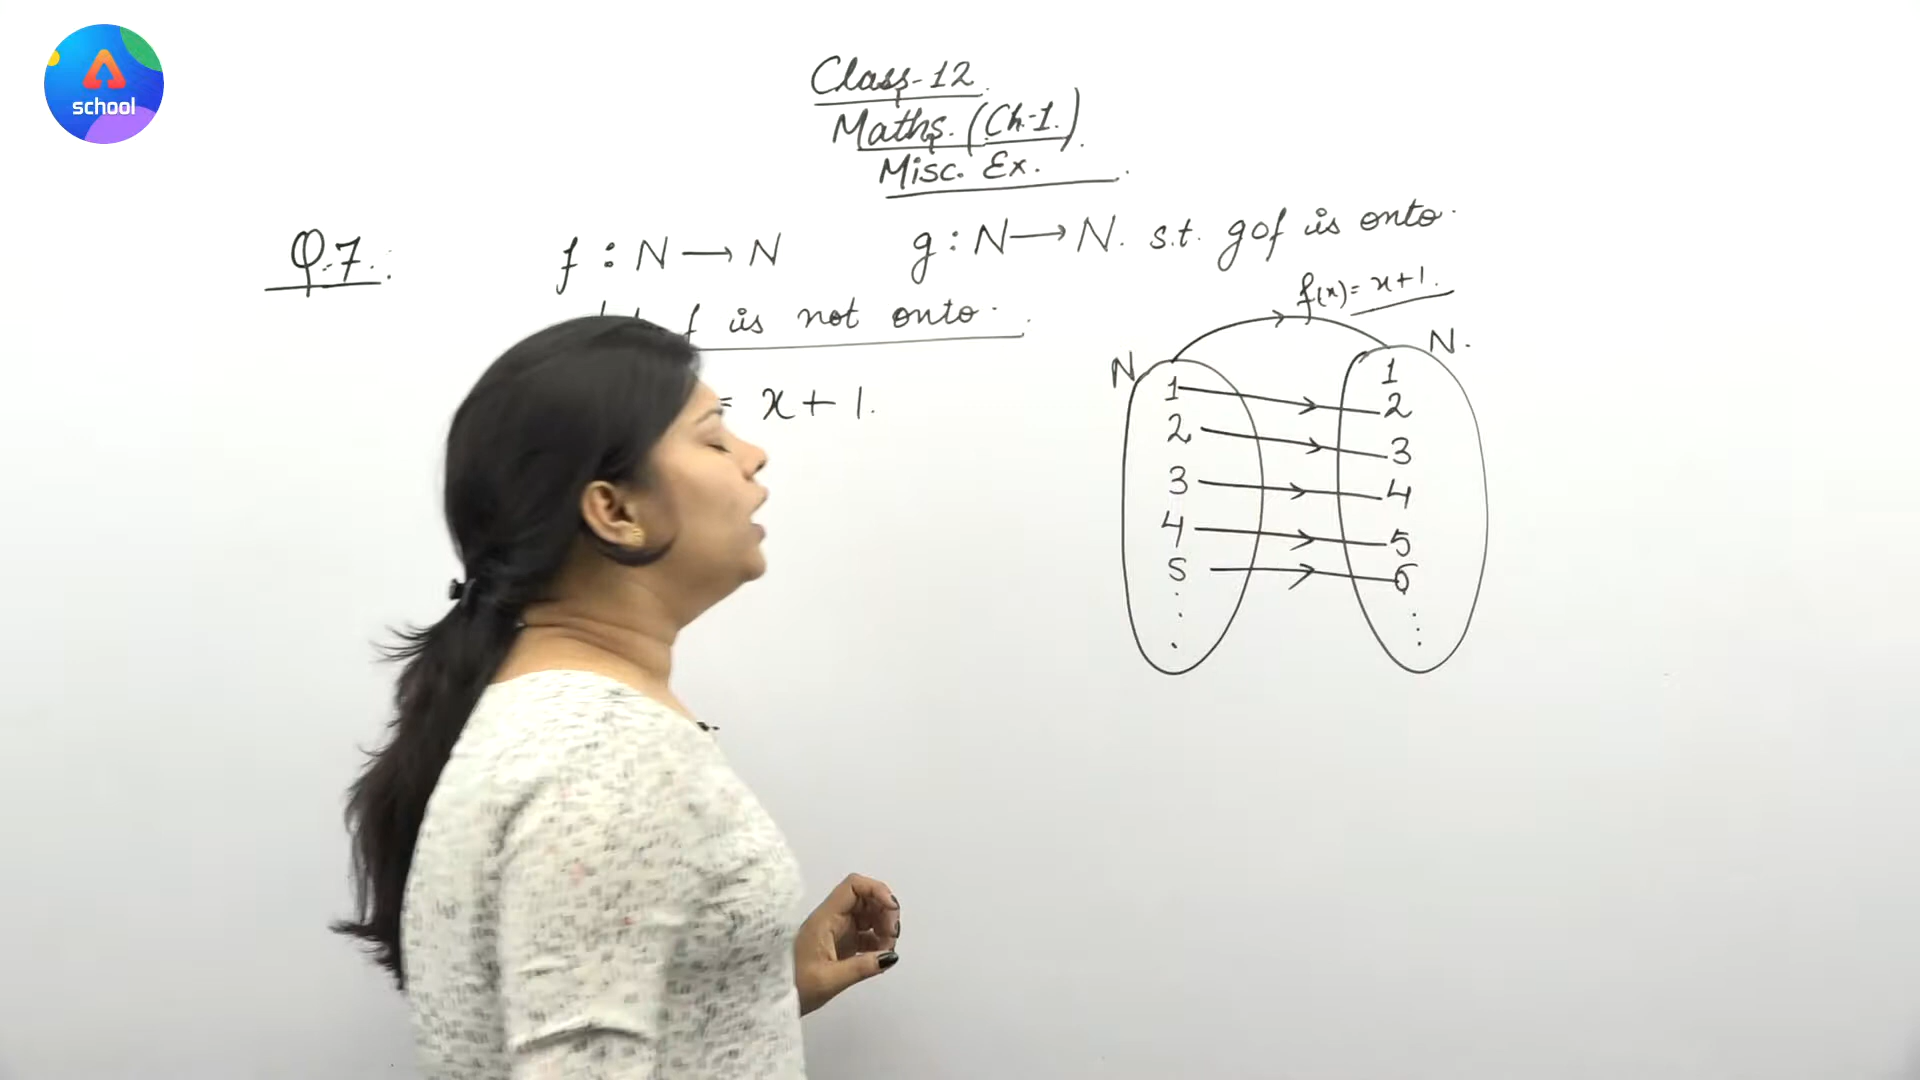 school
Class-12
Maths. (Ch-1.)
Misc. Ex.
Q.7.
f : N → N g : N → N. s.t. gof is onto.
f is not onto.
= x + 1.
f(x) = x+1.
N N.
1 1
2 2
3 3
4 4
5 5
6